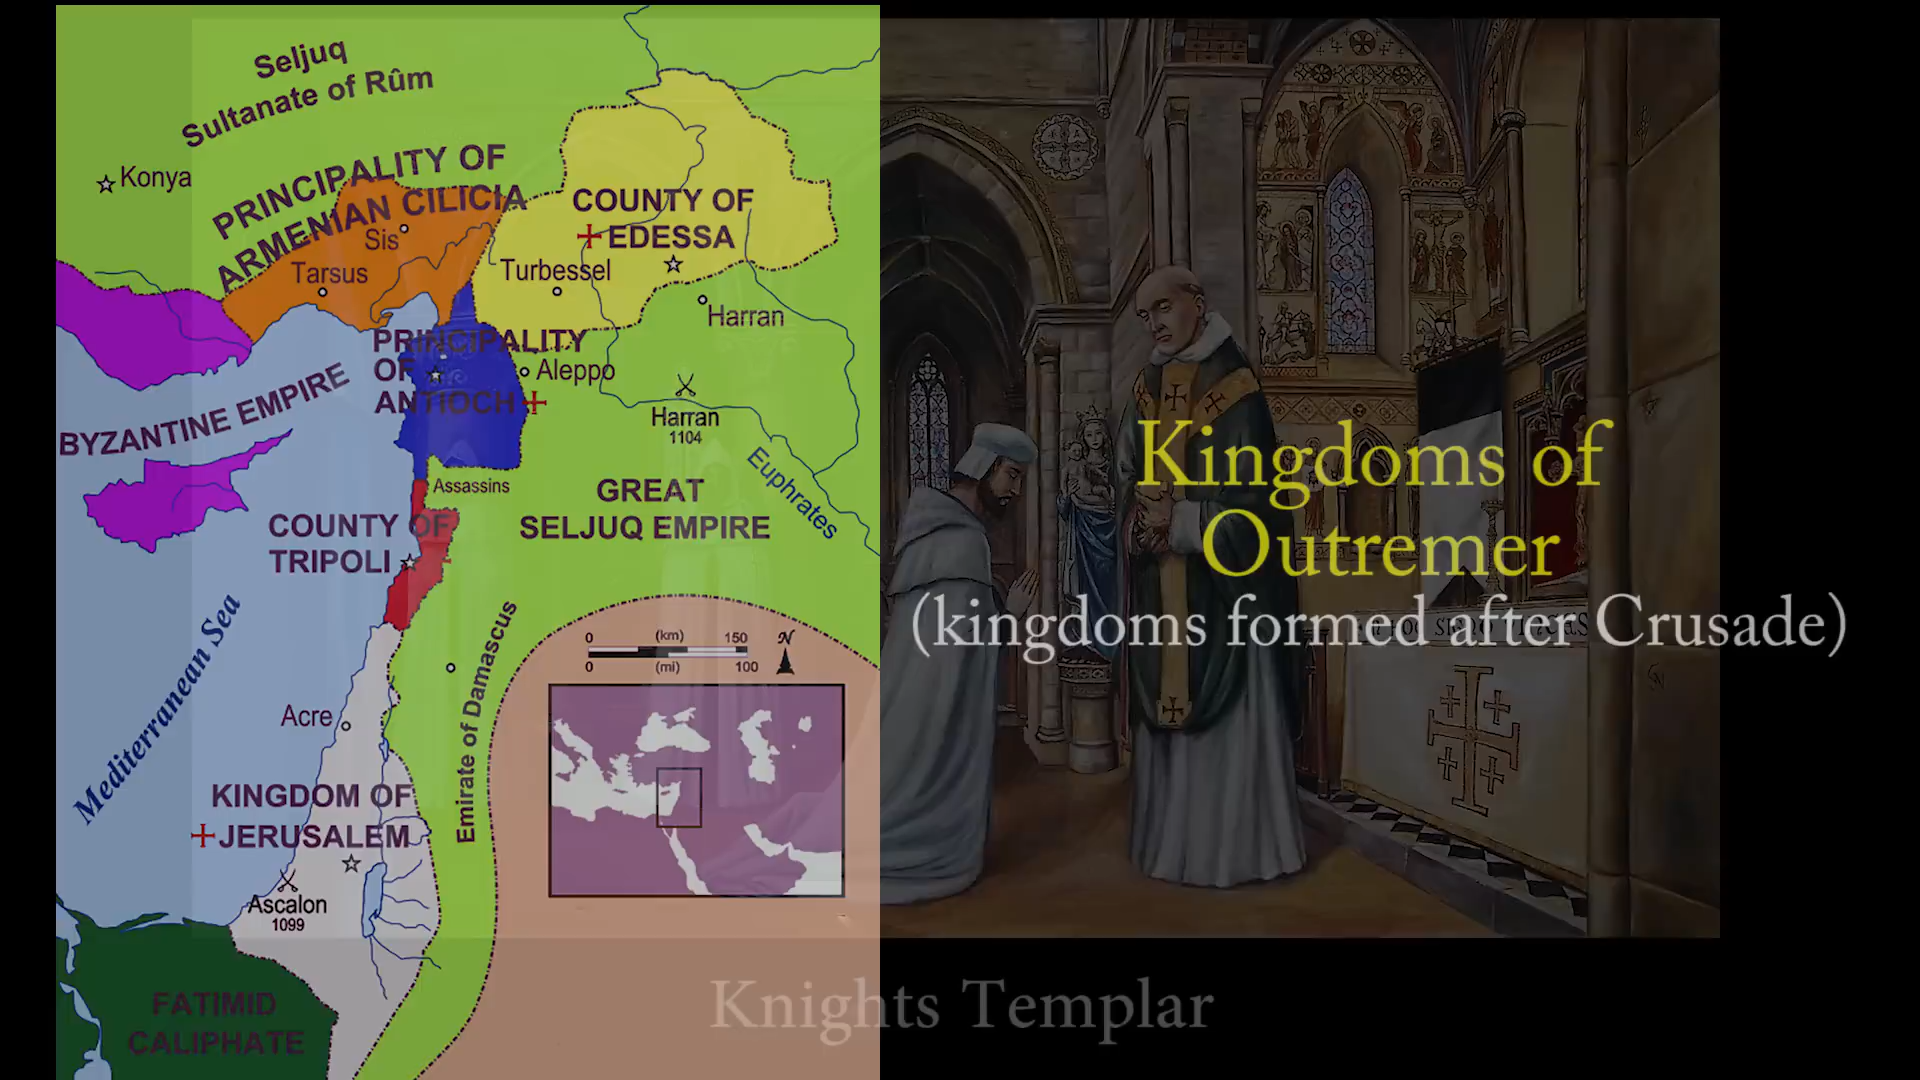 Seljuq
Sultanate of Rûm
Konya
PRINCIPALITY OF
ARMENIAN CILICIA
Sis
Tarsus
COUNTY OF
EDESSA
Turbessel
Harran
PRINCIPALITY
OF
ANTIOCH
Aleppo
Harran
1104
Euphrates
BYZANTINE EMPIRE
Assassins
GREAT
SELJUQ EMPIRE
COUNTY OF
TRIPOLI
Mediterranean Sea
Emirate of Damascus
0 (km) 150
0 (mi) 100
N
Acre
KINGDOM OF
JERUSALEM
Ascalon
1099
FATIMID
CALIPHATE
Kingdoms of
Outremer
(kingdoms formed after Crusade)
Knights Templar